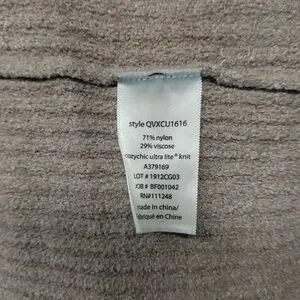 style QVXCU1616
71% nylon
29% viscose
cozychic ultra lite® knit
A379169
LOT # 1912CG03
JOB # BF001042
RN#111248
made in china/
fabriqué en Chine